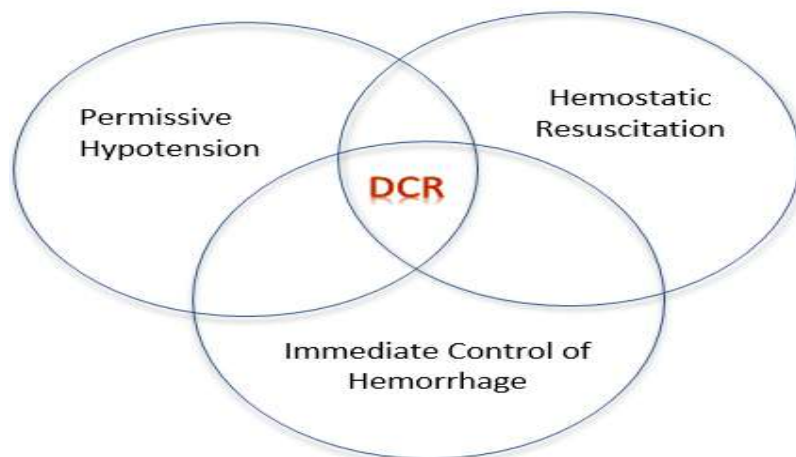 Permissive
Hypotension
Hemostatic
Resuscitation
DCR
Immediate Control of
Hemorrhage